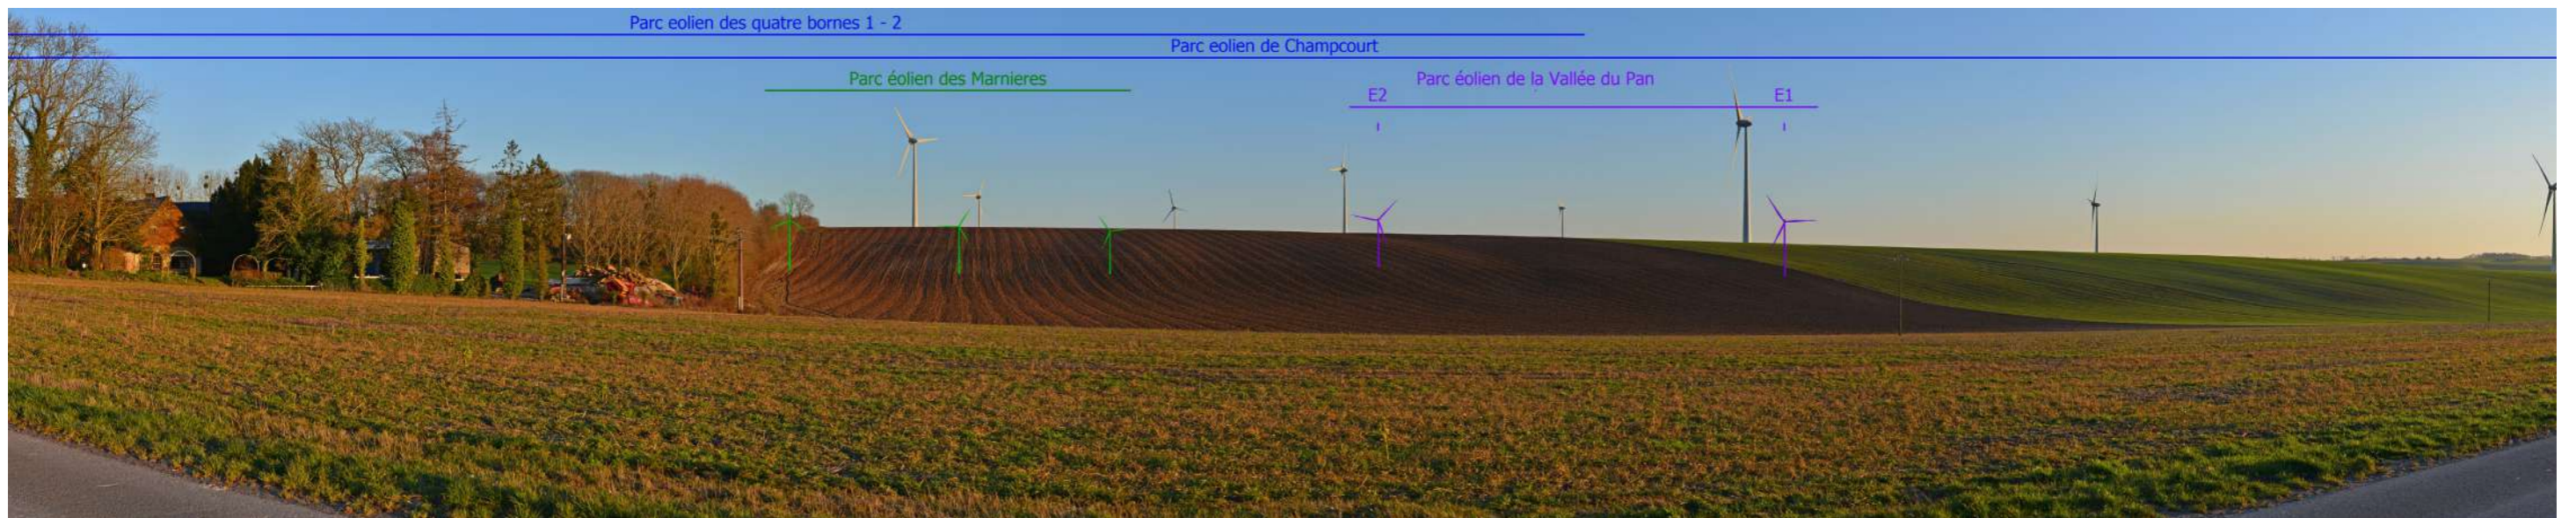 Parc eolien des quatre bornes 1 - 2
Parc eolien de Champcourt
Parc éolien des Marnieres
Parc éolien de la Vallée du Pan
E2
E1